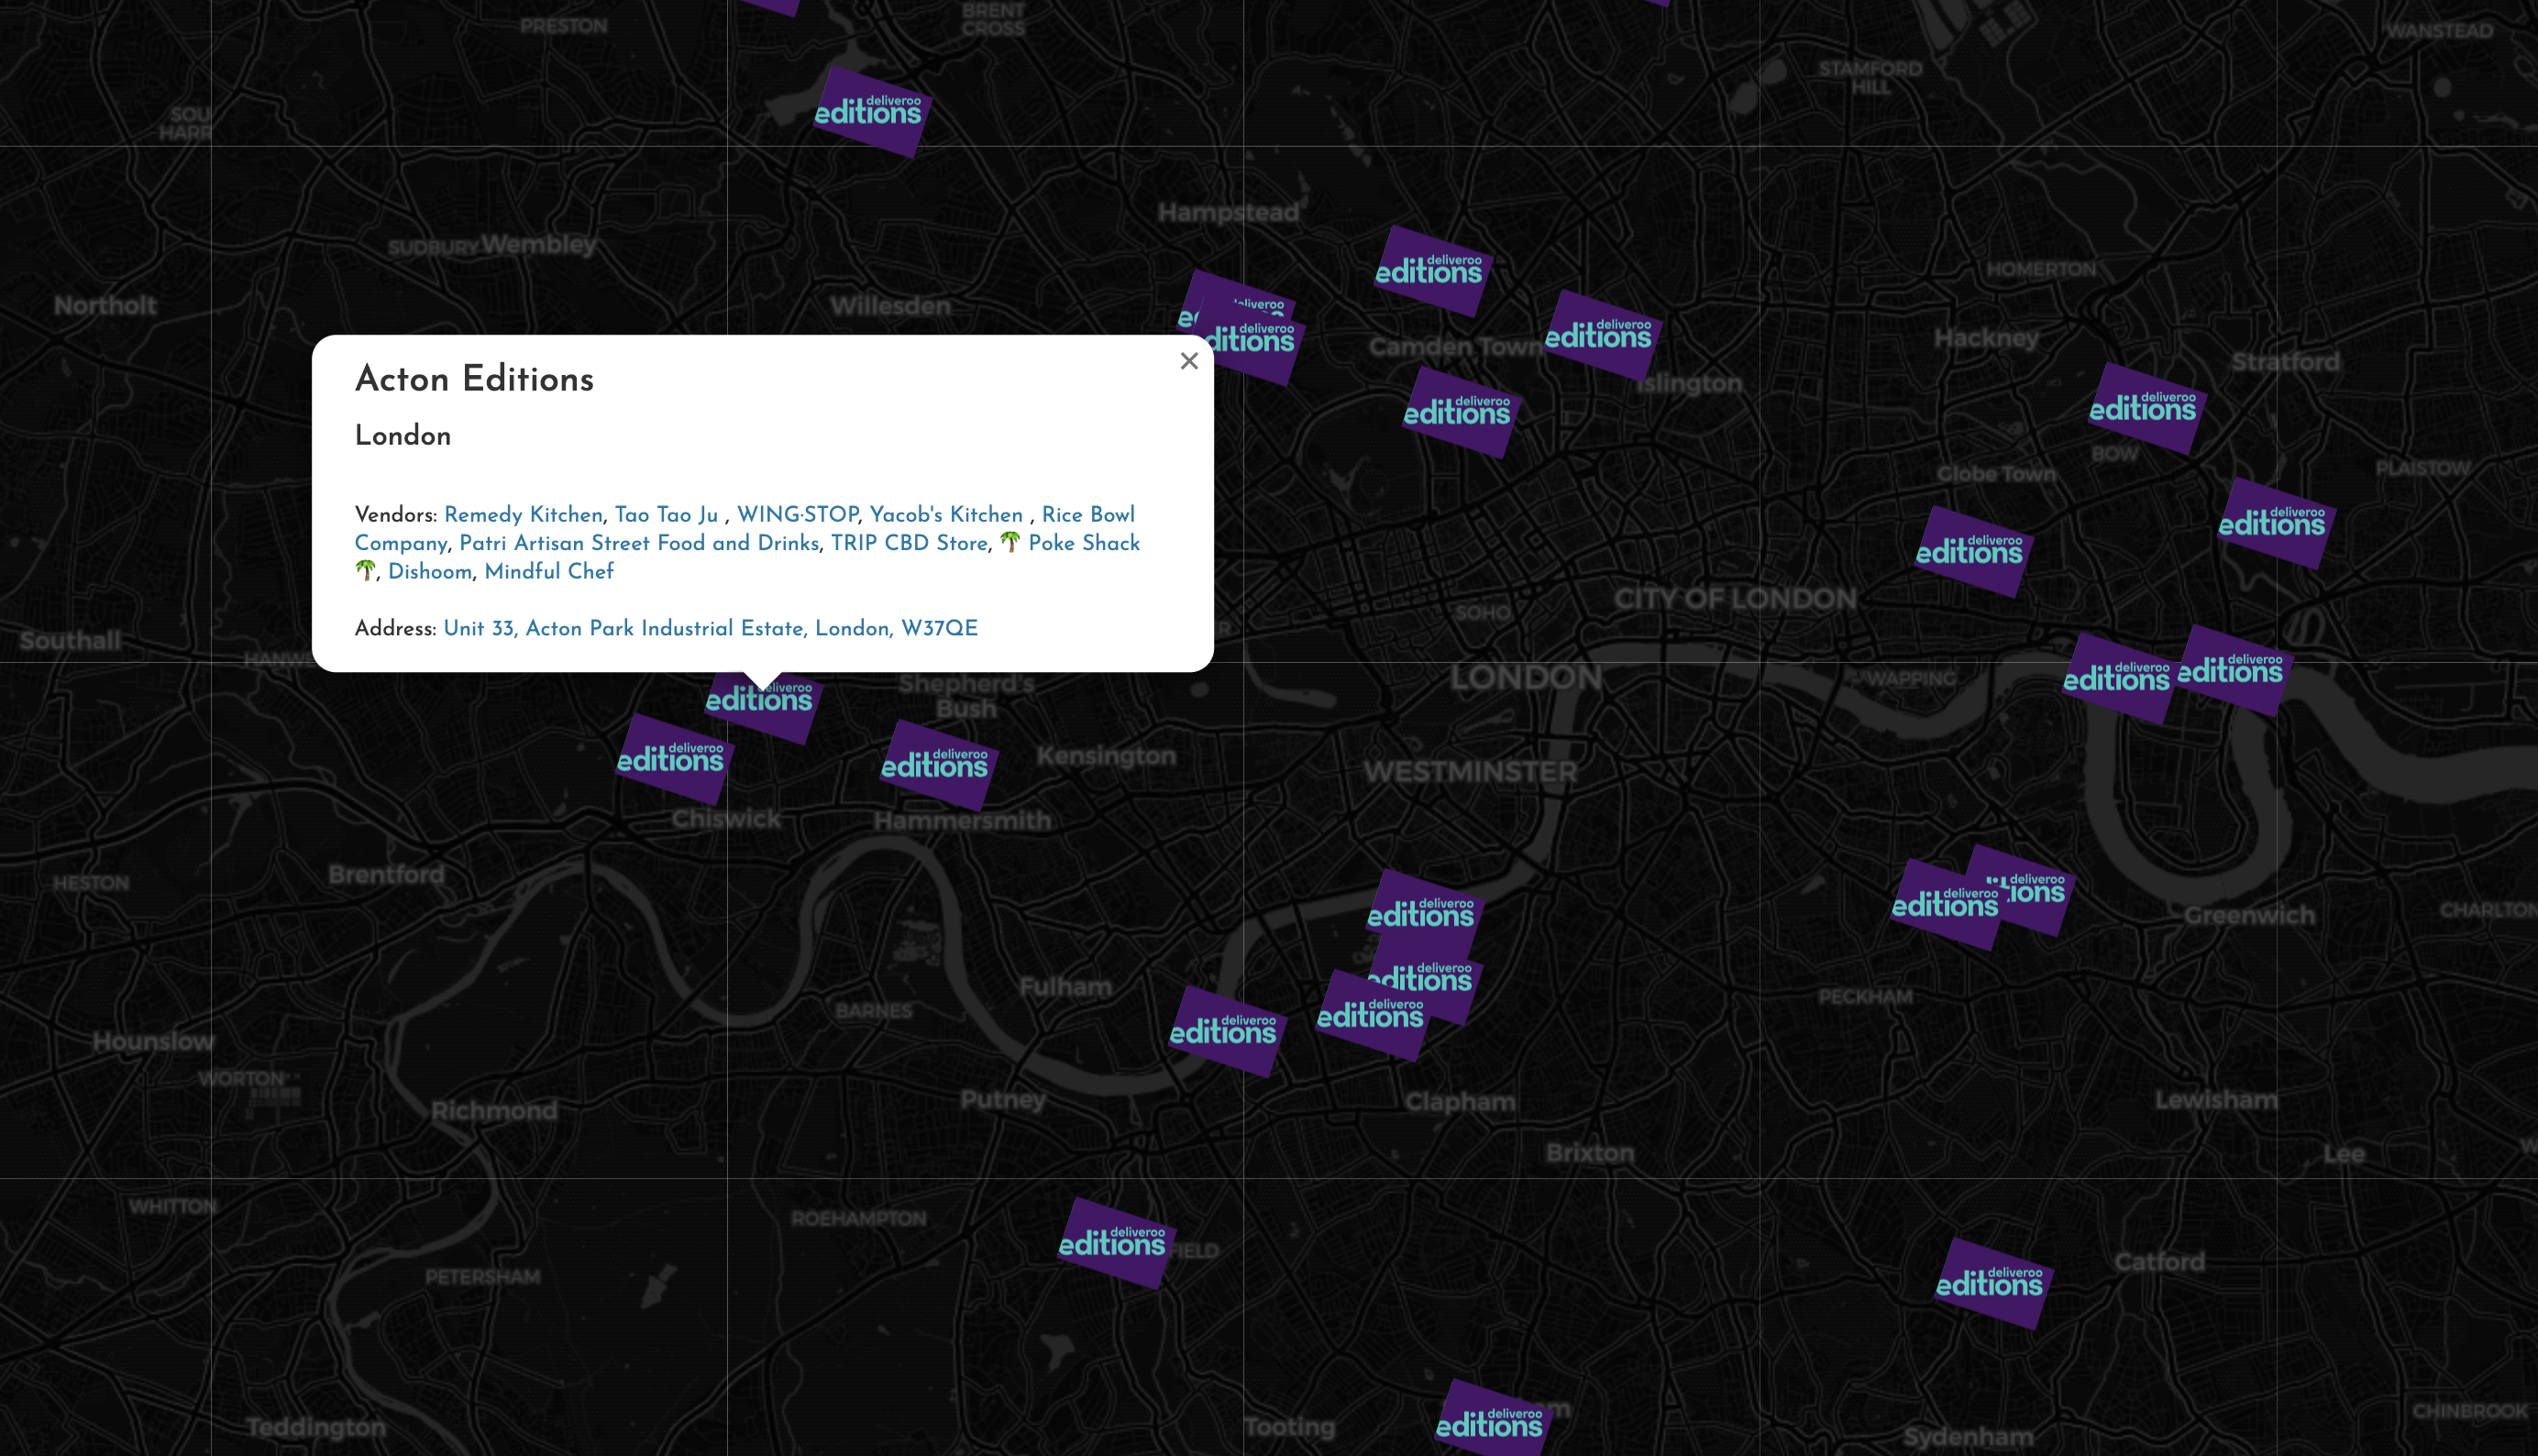 PRESTON
BRENT
CROSS
WANSTEAD
STAMFORD
HILL
SOU
HARR
deliveroo
editions
Hampstead
SUDBURY
Wembley
HOMERTON
deliveroo
editions
Northolt
Willesden
deliveroo
deliveroo
editions
deliveroo
editions
Camden Town
Hackney
Stratford
Islington
deliveroo
editions
deliveroo
editions
BOW
Globe Town
PLAISTOW
deliveroo
editions
deliveroo
editions
Acton Editions
London
Vendors: Remedy Kitchen, Tao Tao Ju , WING·STOP, Yacob's Kitchen , Rice Bowl
Company, Patri Artisan Street Food and Drinks, TRIP CBD Store, 🌴 Poke Shack
🌴, Dishoom, Mindful Chef
Address: Unit 33, Acton Park Industrial Estate, London, W37QE
SOHO
CITY OF LONDON
Southall
HANWE
LONDON
WAPPING
deliveroo
editions
deliveroo
editions
deliveroo
editions
Shepherd's
Bush
deliveroo
editions
deliveroo
editions
Kensington
WESTMINSTER
Chiswick
Hammersmith
Brentford
HESTON
deliveroo
editions
deliveroo
editions
deliveroo
itions
Greenwich
CHARLTON
Fulham
deliveroo
editions
deliveroo
editions
PECKHAM
BARNES
deliveroo
editions
Hounslow
WORTON
Richmond
Putney
Clapham
Lewisham
Brixton
Lee
WHITTON
ROEHAMPTON
deliveroo
editions
FIELD
Catford
PETERSHAM
deliveroo
editions
Teddington
Tooting
deliveroo
editions
m
CHINBROOK
Sydenham